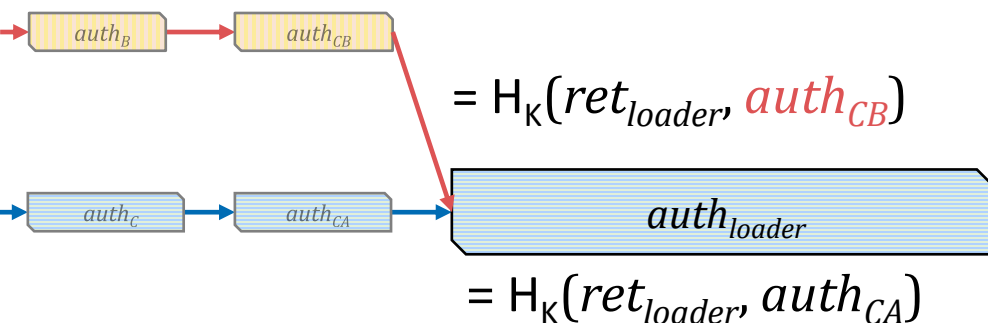 auth_B auth_CB
= H_K(ret_loader, auth_CB)
auth_C auth_CA auth_loader
= H_K(ret_loader, auth_CA)